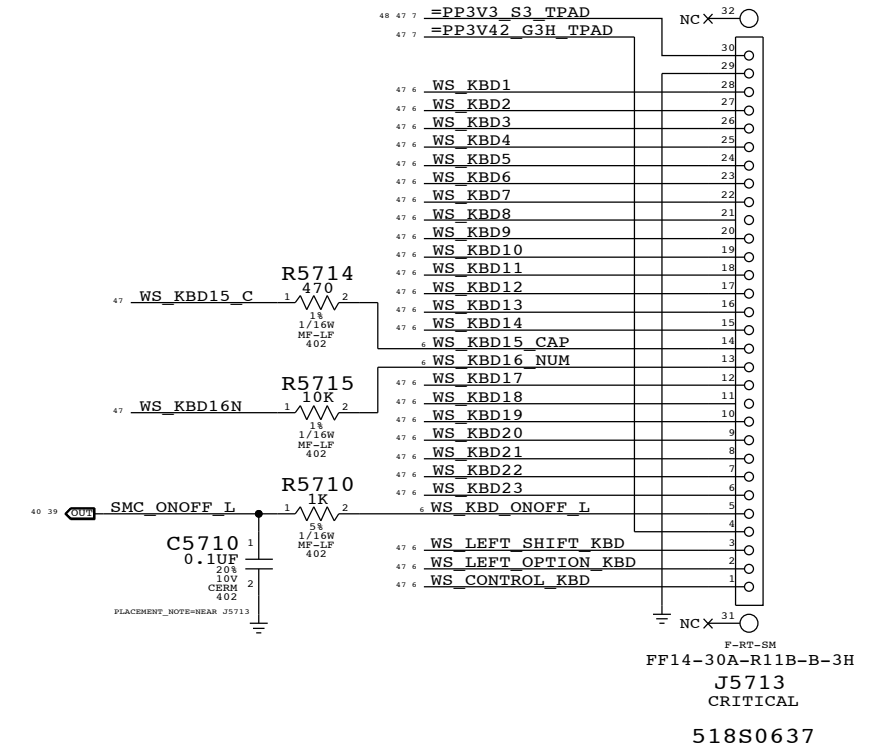 48 47 7 =PP3V3_S3_TPAD
NC 32
47 7 =PP3V42_G3H_TPAD
30
29
47 6 WS_KBD1 28
47 6 WS_KBD2 27
47 6 WS_KBD3 26
47 6 WS_KBD4 25
47 6 WS_KBD5 24
47 6 WS_KBD6 23
47 6 WS_KBD7 22
47 6 WS_KBD8 21
47 6 WS_KBD9 20
47 6 WS_KBD10 19
47 6 WS_KBD11 18
47 6 WS_KBD12 17
47 6 WS_KBD13 16
47 6 WS_KBD14 15
6 WS_KBD15_CAP 14
6 WS_KBD16_NUM 13
47 6 WS_KBD17 12
47 6 WS_KBD18 11
47 6 WS_KBD19 10
47 6 WS_KBD20 9
47 6 WS_KBD21 8
47 6 WS_KBD22 7
47 6 WS_KBD23 6
6 WS_KBD_ONOFF_L 5
4
47 6 WS_LEFT_SHIFT_KBD 3
47 6 WS_LEFT_OPTION_KBD 2
47 6 WS_CONTROL_KBD 1
NC 31
R5714
470
47 WS_KBD15_C 1 2
1%
1/16W
MF-LF
402
R5715
10K
47 WS_KBD16N 1 2
1%
1/16W
MF-LF
402
R5710
1K
40 39 OUT SMC_ONOFF_L 1 2
5%
1/16W
MF-LF
402
C5710 1
0.1UF
20%
10V 2
CERM
402
PLACEMENT_NOTE=NEAR J5713
F-RT-SM
FF14-30A-R11B-B-3H
J5713
CRITICAL
518S0637